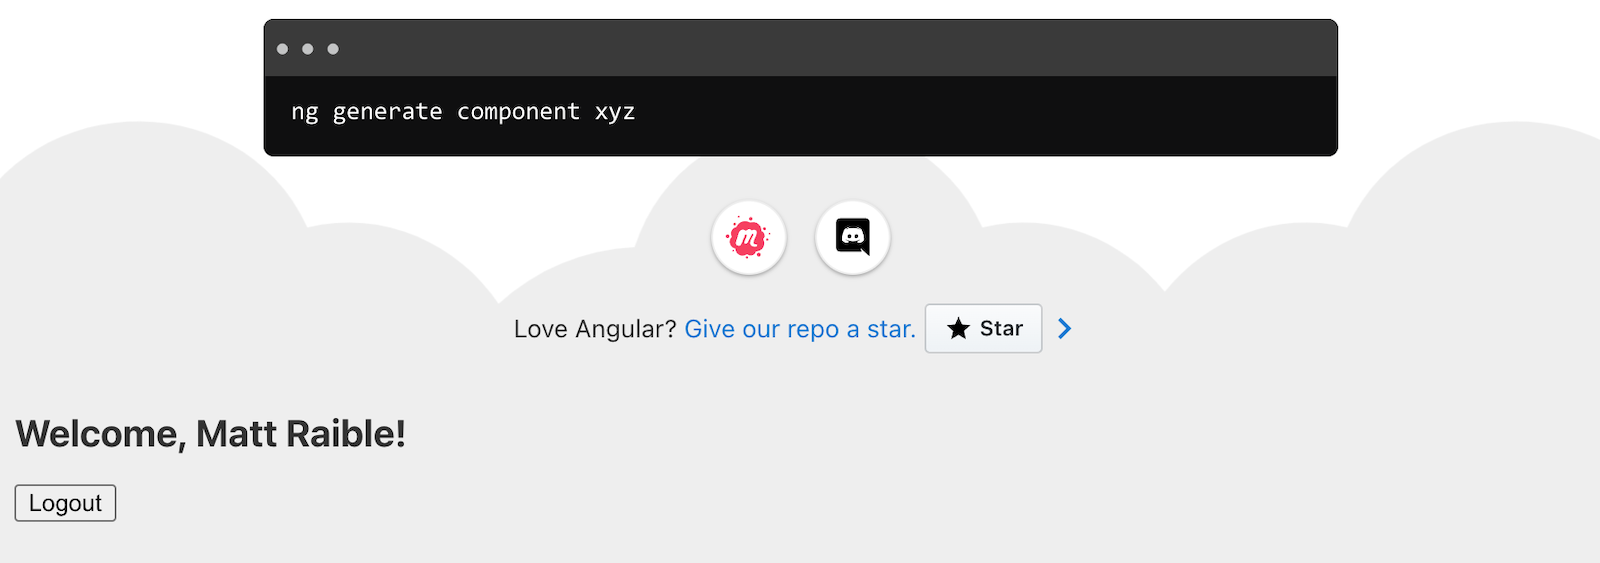 ng generate component xyz
m
Love Angular? Give our repo a star. Star
Welcome, Matt Raible!
Logout